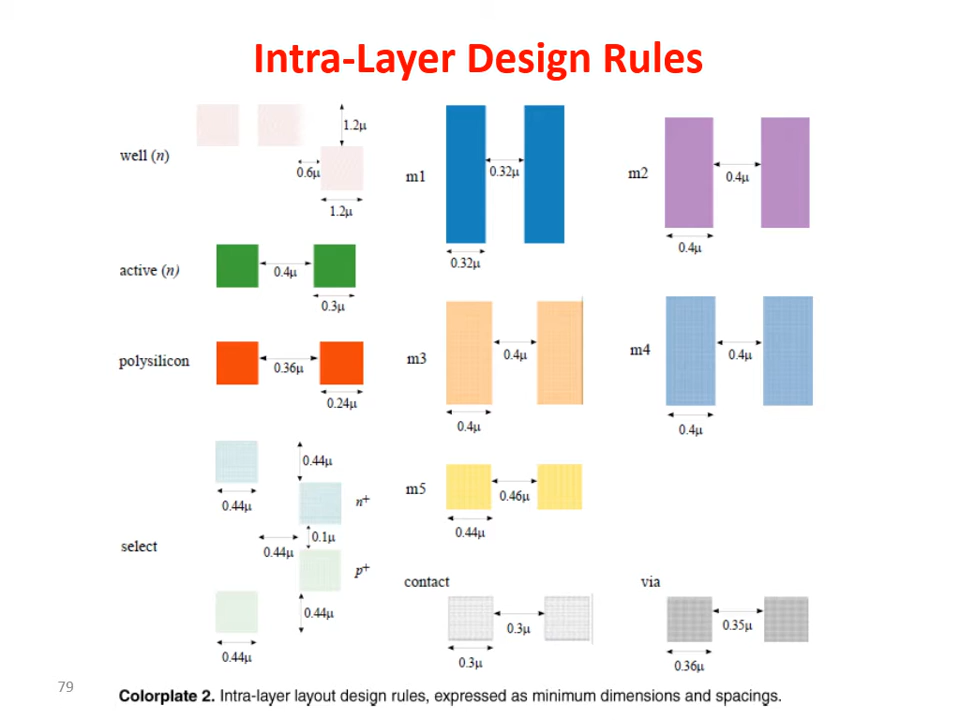 Intra-Layer Design Rules
well (n)
1.2μ
0.6μ
1.2μ
active (n)
0.4μ
0.3μ
polysilicon
0.36μ
0.24μ
select
0.44μ
0.44μ
n+
0.1μ
0.44μ
p+
0.44μ
0.44μ
m1
0.32μ
0.32μ
m2
0.4μ
0.4μ
m3
0.4μ
0.4μ
m4
0.4μ
0.4μ
m5
0.46μ
0.44μ
contact
0.3μ
0.3μ
via
0.35μ
0.36μ
79
Colorplate 2. Intra-layer layout design rules, expressed as minimum dimensions and spacings.